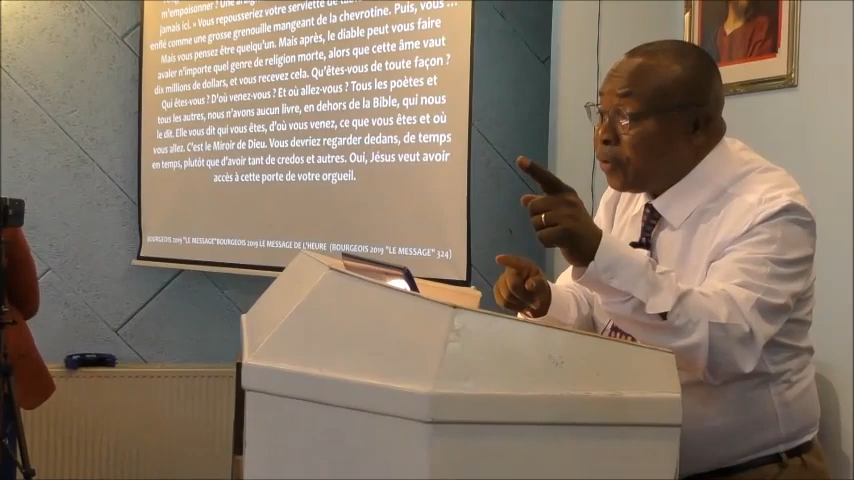 m'empoisonner ? Une araignée
jamais ici. » Vous repousseriez votre serviette de
enflé comme une grosse grenouille mangeant de la chevrotine. Puis, vous ...
Mais vous pensez être quelqu'un. Mais après, le diable peut vous faire
avaler n'importe quel genre de religion morte, alors que cette âme vaut
dix millions de dollars, et vous recevez cela. Qu'êtes-vous de toute façon ?
Qui êtes-vous ? D'où venez-vous ? Et où allez-vous ? Tous les poètes et
tous les livres, nous n'avons aucun livre, en dehors de la Bible, qui nous
le dit. Elle vous dit qui vous êtes, d'où vous venez, ce que vous êtes et où
vous allez. C'est le Miroir de Dieu. Vous devriez regarder dedans, de temps
en temps, plutôt que d'avoir tant de credos et autres. Oui, Jésus veut avoir
accès à cette porte de votre orgueil.
BOURGEOIS 2019 "LE MESSAGE"BOURGEOIS 2019 LE MESSAGE DE L'HEURE (BOURGEOIS 2019 "LE MESSAGE" 324)